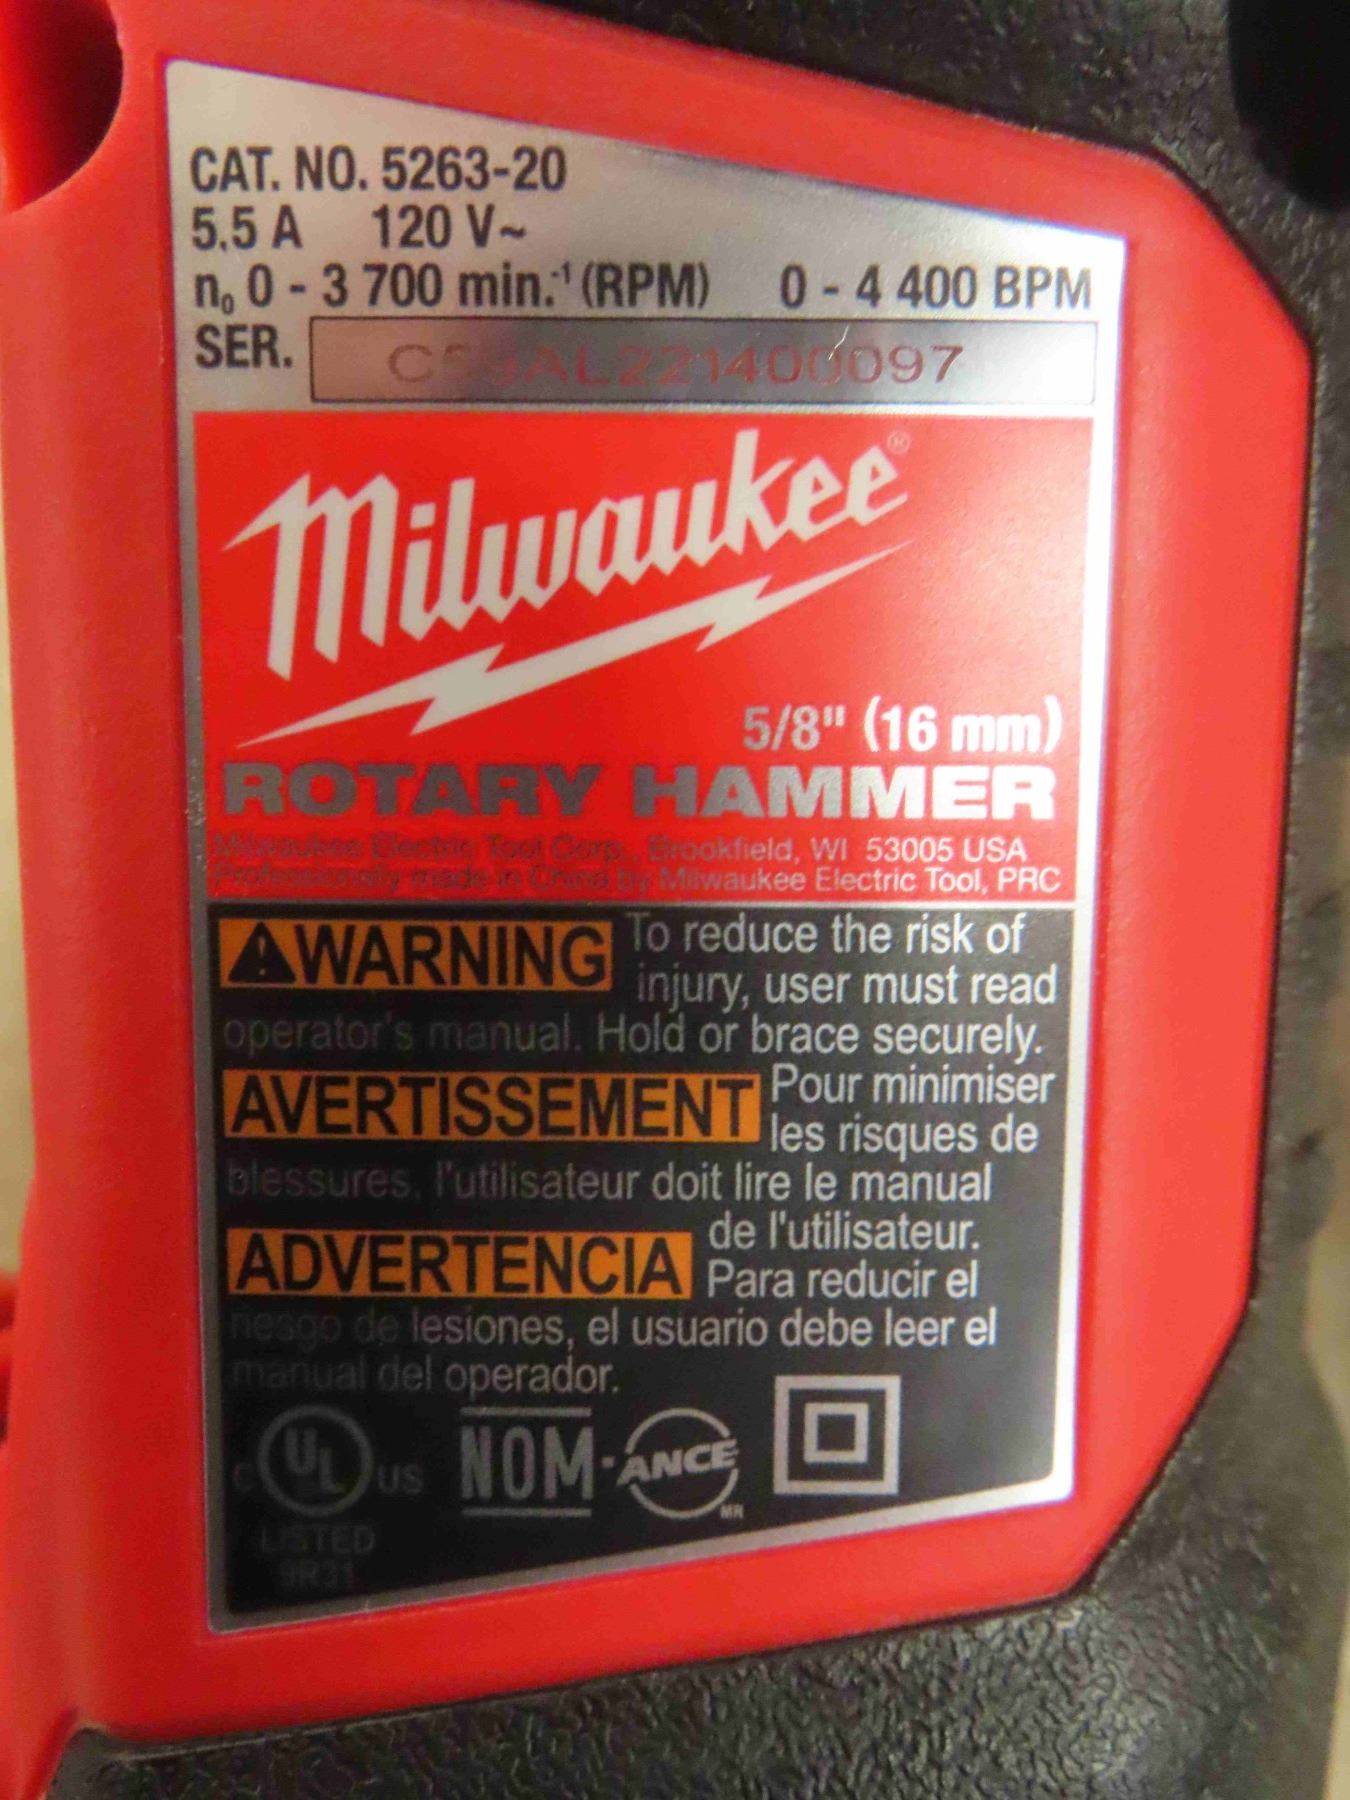 CAT. NO. 5263-20
5.5 A 120 V~
n₀ 0 - 3 700 min.⁻¹ (RPM) 0 - 4 400 BPM
SER.
Milwaukee®
5/8" (16 mm)
ROTARY HAMMER
Milwaukee Electric Tool Corp., Brookfield, WI 53005 USA
Professionally made in China by Milwaukee Electric Tool, PRC
WARNING To reduce the risk of
injury, user must read
operator's manual. Hold or brace securely.
AVERTISSEMENT Pour minimiser
les risques de
blessures, l'utilisateur doit lire le manual
de l'utilisateur.
ADVERTENCIA Para reducir el
riesgo de lesiones, el usuario debe leer el
manual del operador.
C UL US NOM-ANCE MR
LISTED
9R31